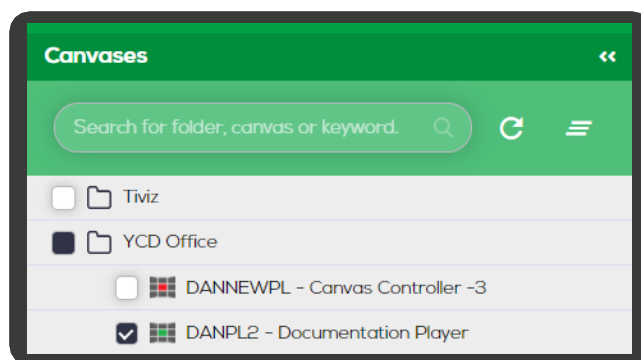 Canvases
Search for folder, canvas or keyword.
Tiviz
YCD Office
DANNEWPL - Canvas Controller -3
DANPL2 - Documentation Player